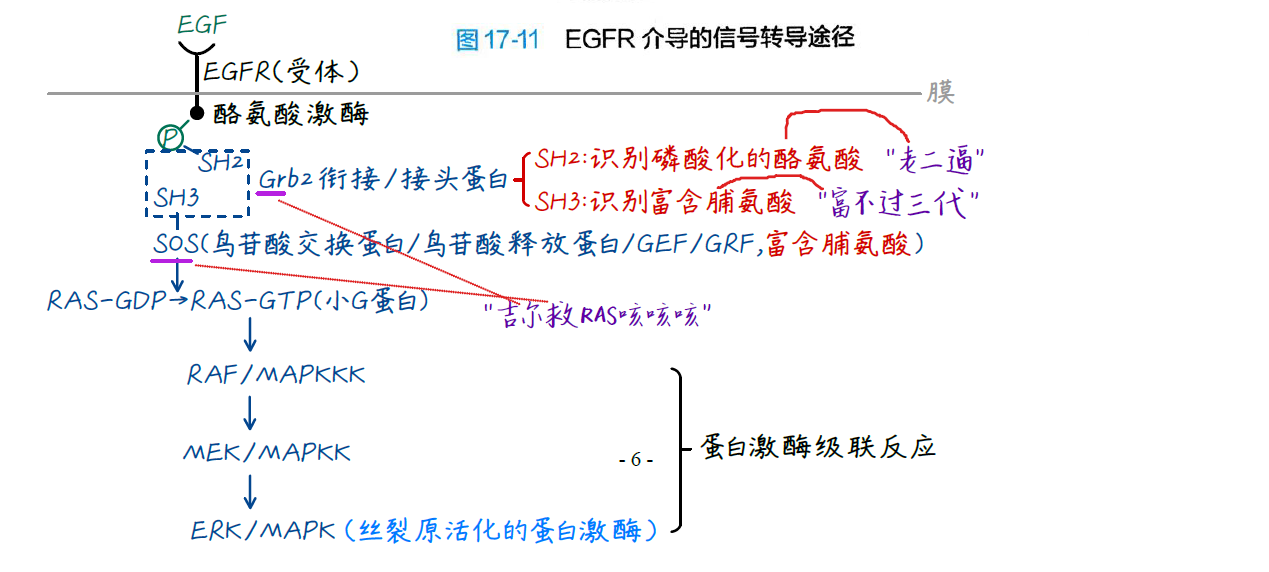 图 17-11 EGFR 介导的信号转导途径
EGF
EGFR(受体)
膜
酪氨酸激酶
P
SH2
SH3
Grb2 衔接/接头蛋白
SH2:识别磷酸化的酪氨酸 "老二逼"
SH3:识别富含脯氨酸 "富不过三代"
SOS(鸟苷酸交换蛋白/鸟苷酸释放蛋白/GEF/GRF,富含脯氨酸)
RAS-GDP→RAS-GTP(小G蛋白)
"吉尔救RAS咳咳咳"
RAF/MAPKKK
MEK/MAPKK
- 6 -
蛋白激酶级联反应
ERK/MAPK(丝裂原活化的蛋白激酶)